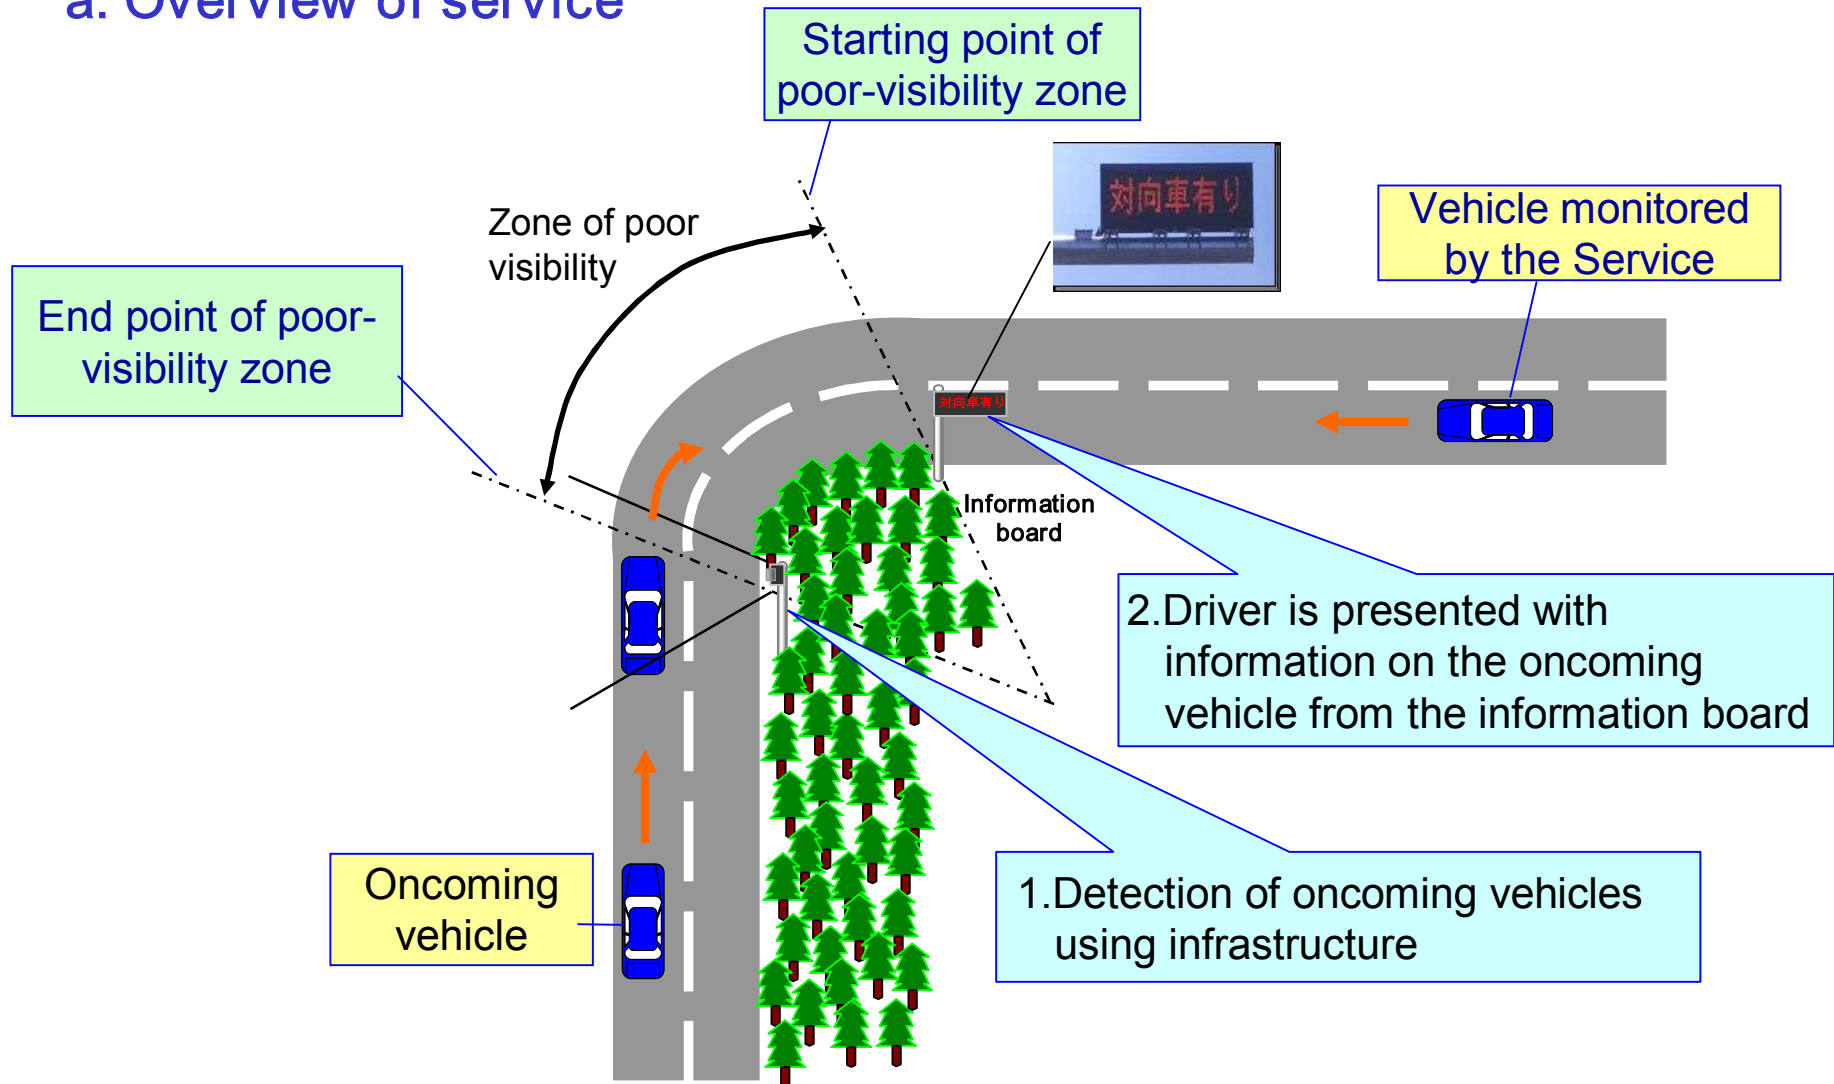 a. Overview of service
Starting point of
poor-visibility zone
対向車有り
Zone of poor
visibility
Vehicle monitored
by the Service
End point of poor-
visibility zone
対向車有り
Information
board
2.Driver is presented with
information on the oncoming
vehicle from the information board
Oncoming
vehicle
1.Detection of oncoming vehicles
using infrastructure